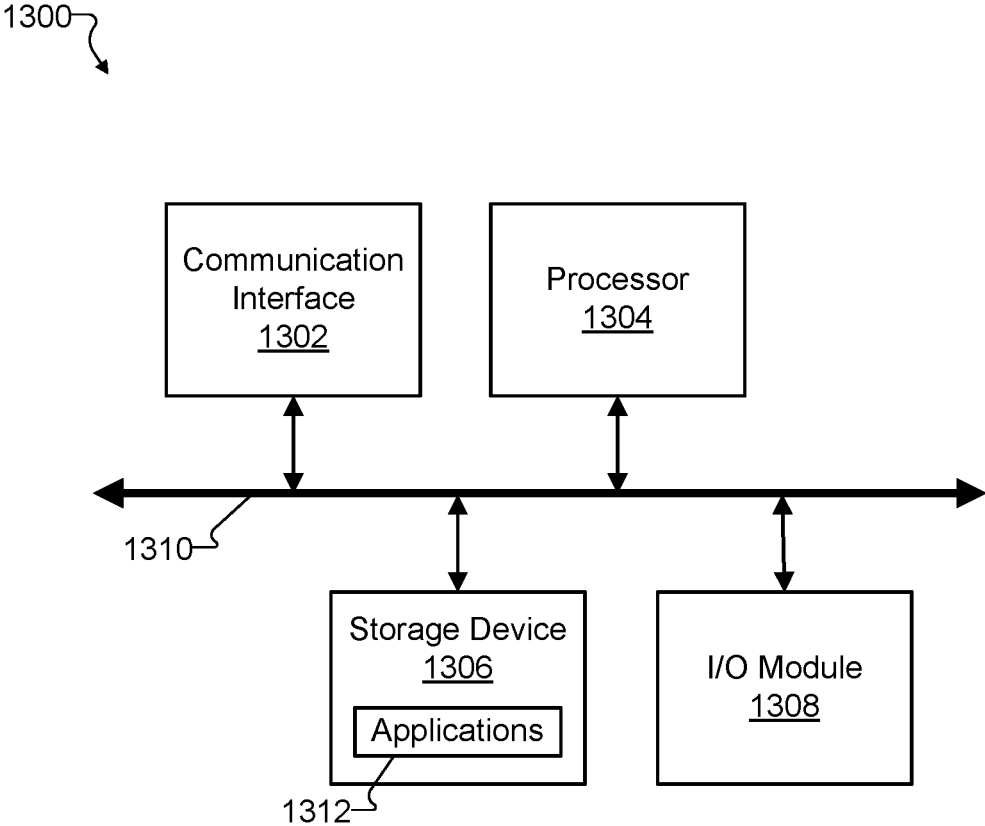 1300
Communication
Interface
1302
Processor
1304
1310
Storage Device
1306
Applications
1312
I/O Module
1308